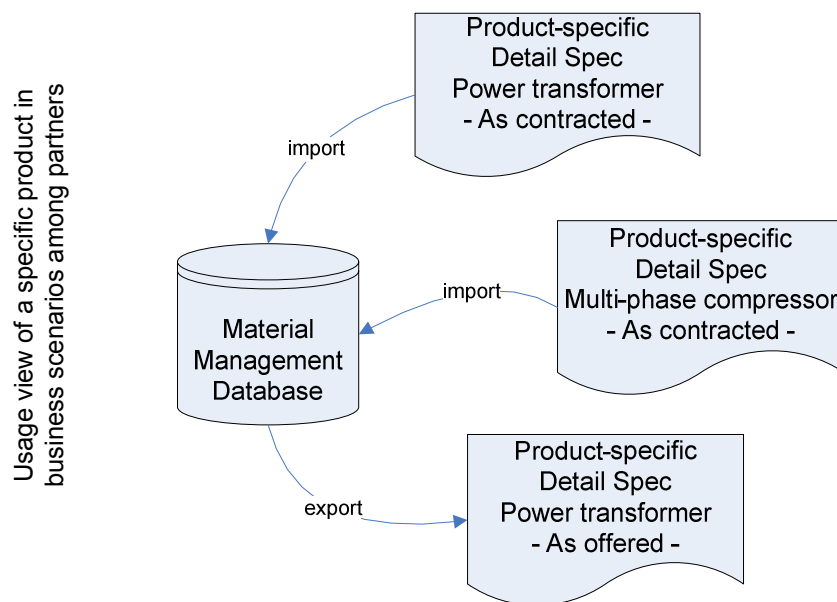 Usage view of a specific product in
business scenarios among partners
Product-specific
Detail Spec
Power transformer
- As contracted -
import
Product-specific
Detail Spec
Multi-phase compressor
- As contracted -
import
Material
Management
Database
Product-specific
Detail Spec
Power transformer
- As offered -
export